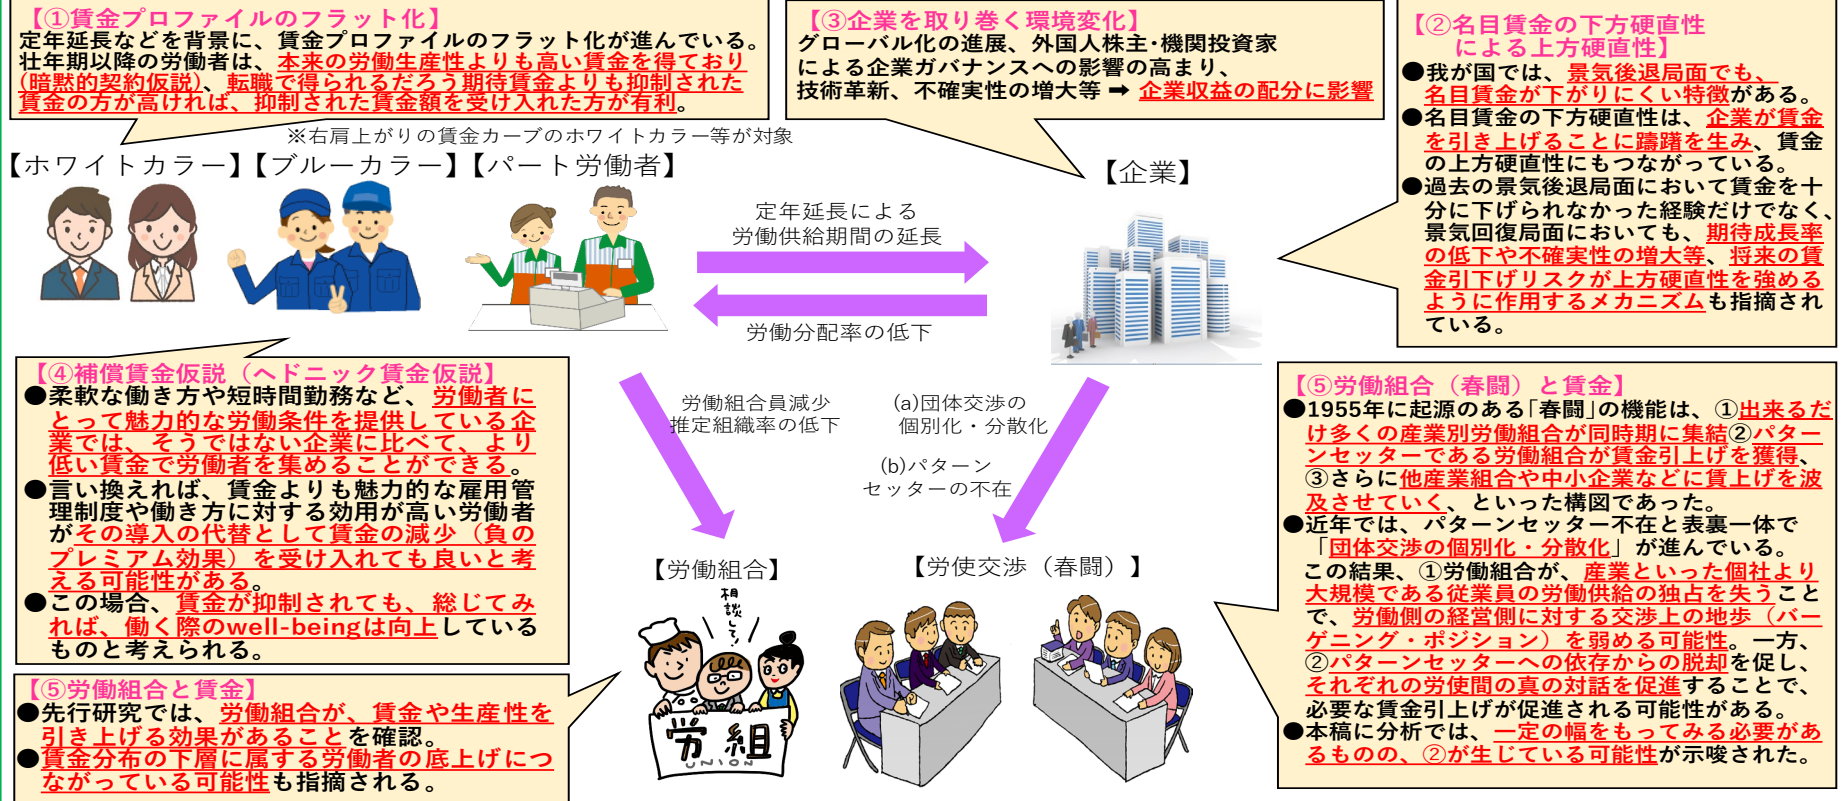 【①賃金プロファイルのフラット化】
定年延長などを背景に、賃金プロファイルのフラット化が進んでいる。
壮年期以降の労働者は、本来の労働生産性よりも高い賃金を得ており
(暗黙的契約仮説)、転職で得られるだろう期待賃金よりも抑制された
賃金の方が高ければ、抑制された賃金額を受け入れた方が有利。
※右肩上がりの賃金カーブのホワイトカラー等が対象
【③企業を取り巻く環境変化】
グローバル化の進展、外国人株主・機関投資家
による企業ガバナンスへの影響の高まり、
技術革新、不確実性の増大等 ➡ 企業収益の配分に影響
【②名目賃金の下方硬直性
による上方硬直性】
●我が国では、景気後退局面でも、
名目賃金が下がりにくい特徴がある。
●名目賃金の下方硬直性は、企業が賃金
を引き上げることに躊躇を生み、賃金
の上方硬直性にもつながっている。
●過去の景気後退局面において賃金を十
分に下げられなかった経験だけでなく、
景気回復局面においても、期待成長率
の低下や不確実性の増大等、将来の賃
金引下げリスクが上方硬直性を強める
ように作用するメカニズムも指摘され
ている。
【ホワイトカラー】【ブルーカラー】【パート労働者】
【企業】
定年延長による
労働供給期間の延長
労働分配率の低下
【④補償賃金仮説（ヘドニック賃金仮説】
●柔軟な働き方や短時間勤務など、労働者に
とって魅力的な労働条件を提供している企
業では、そうではない企業に比べて、より
低い賃金で労働者を集めることができる。
●言い換えれば、賃金よりも魅力的な雇用管
理制度や働き方に対する効用が高い労働者
がその導入の代替として賃金の減少（負の
プレミアム効果）を受け入れても良いと考
える可能性がある。
●この場合、賃金が抑制されても、総じてみ
れば、働く際のwell-beingは向上している
ものと考えられる。
労働組合員減少
推定組織率の低下
(a)団体交渉の
個別化・分散化
(b)パターン
セッターの不在
【⑤労働組合（春闘）と賃金】
●1955年に起源のある「春闘」の機能は、①出来るだ
け多くの産業別労働組合が同時期に集結②パター
ンセッターである労働組合が賃金引上げを獲得、
③さらに他産業組合や中小企業などに賃上げを波
及させていく、といった構図であった。
●近年では、パターンセッター不在と表裏一体で
「団体交渉の個別化・分散化」が進んでいる。
この結果、①労働組合が、産業といった個社より
大規模である従業員の労働供給の独占を失うこと
で、労働側の経営側に対する交渉上の地歩（バー
ゲニング・ポジション）を弱める可能性。一方、
②パターンセッターへの依存からの脱却を促し、
それぞれの労使間の真の対話を促進することで、
必要な賃金引上げが促進される可能性がある。
●本稿に分析では、一定の幅をもってみる必要があ
るものの、②が生じている可能性が示唆された。
【労働組合】
【労使交渉（春闘）】
相談して！
労組
UNION
【⑤労働組合と賃金】
●先行研究では、労働組合が、賃金や生産性を
引き上げる効果があることを確認。
●賃金分布の下層に属する労働者の底上げにつ
ながっている可能性も指摘される。